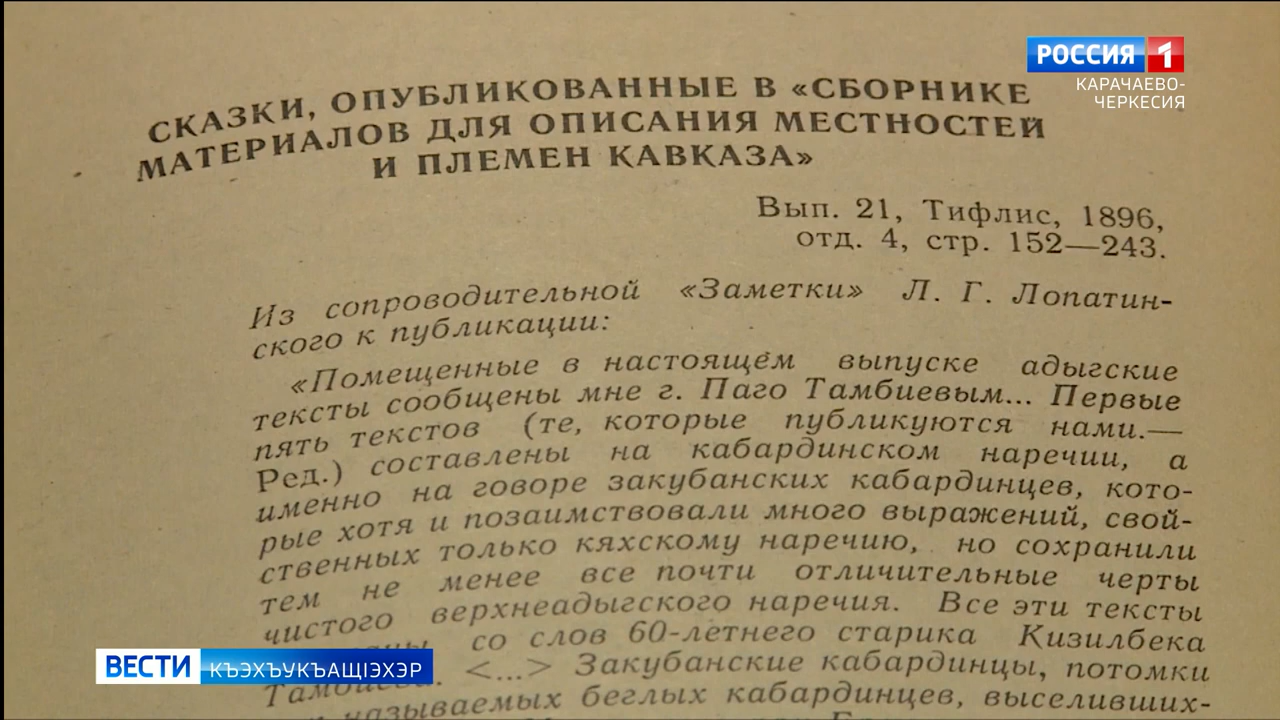 РОССИЯ 1
КАРАЧАЕВО-
ЧЕРКЕСИЯ
СКАЗКИ, ОПУБЛИКОВАННЫЕ В «СБОРНИКЕ
МАТЕРИАЛОВ ДЛЯ ОПИСАНИЯ МЕСТНОСТЕЙ
И ПЛЕМЕН КАВКАЗА»
Вып. 21, Тифлис, 1896,
отд. 4, стр. 152—243.
Из сопроводительной «Заметки» Л. Г. Лопатин-
ского к публикации:
«Помещенные в настоящем выпуске адыгские
тексты сообщены мне г. Паго Тамбиевым... Первые
пять текстов (те, которые публикуются нами.—
Ред.) составлены на кабардинском наречии, а
именно на говоре закубанских кабардинцев, кото-
рые хотя и позаимствовали много выражений, свой-
ственных только кяхскому наречию, но сохранили
тем не менее все почти отличительные черты
чистого верхнеадыгского наречия. Все эти тексты
со слов 60-летнего старика Кизилбека
<...> Закубанские кабардинцы, потомки
называемых беглых кабардинцев, выселивших-
ВЕСТИ КЪЭХЪУКЪАЩIЭХЭР